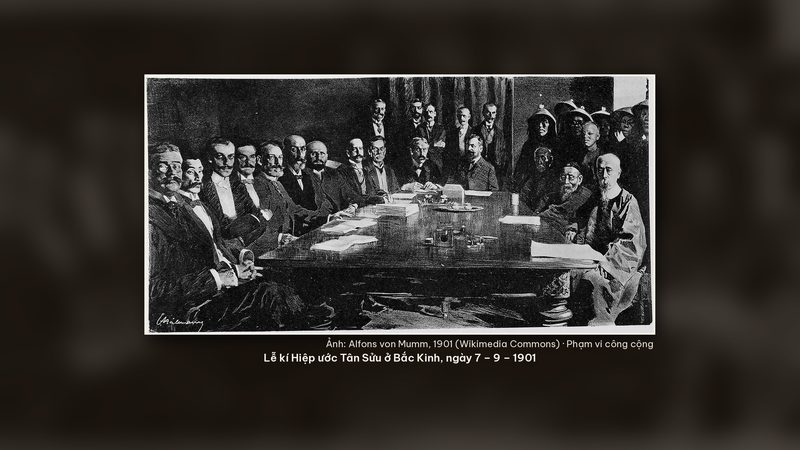 Ảnh: Alfons von Mumm, 1901 (Wikimedia Commons) · Phạm vi công cộng
Lễ kí Hiệp ước Tân Sửu ở Bắc Kinh, ngày 7 – 9 – 1901